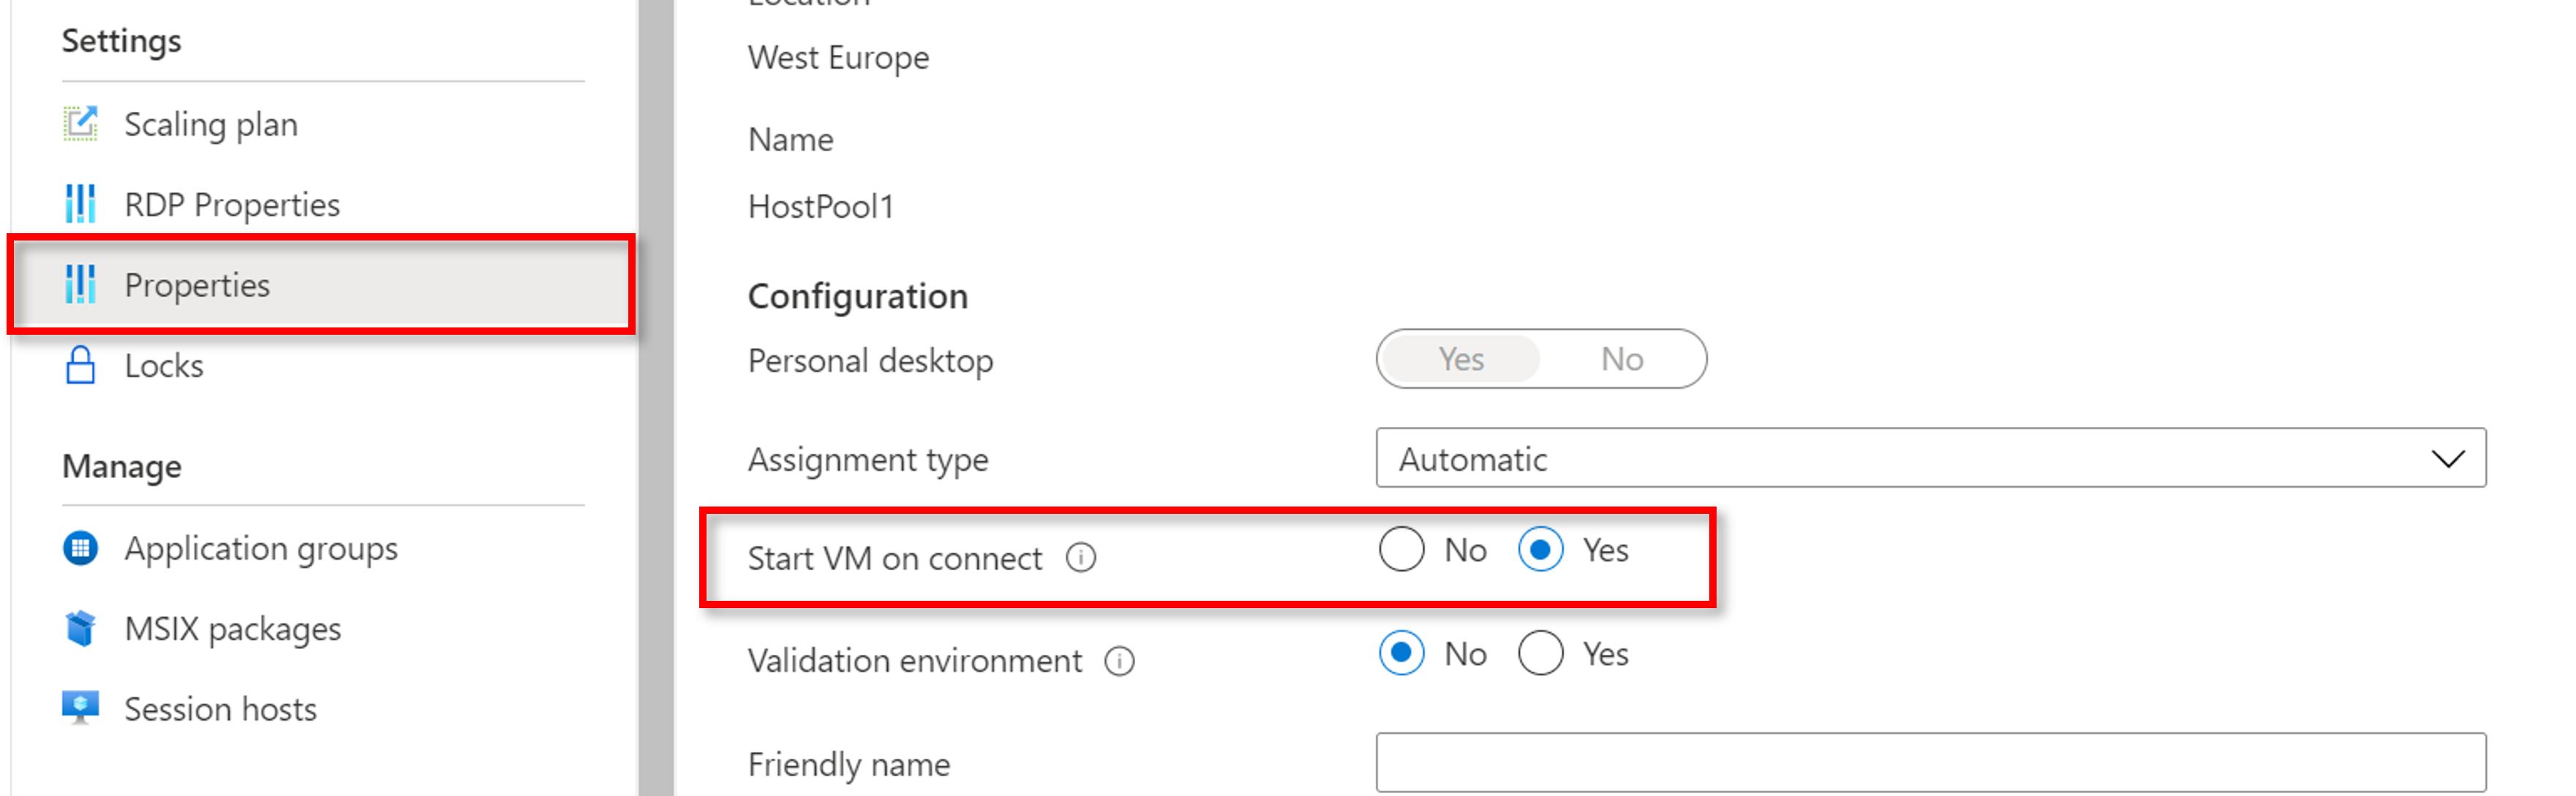 Settings
Scaling plan
RDP Properties
Properties
Locks
Manage
Application groups
MSIX packages
Session hosts
Location
West Europe
Name
HostPool1
Configuration
Personal desktop Yes No
Assignment type Automatic
Start VM on connect No Yes
Validation environment No Yes
Friendly name